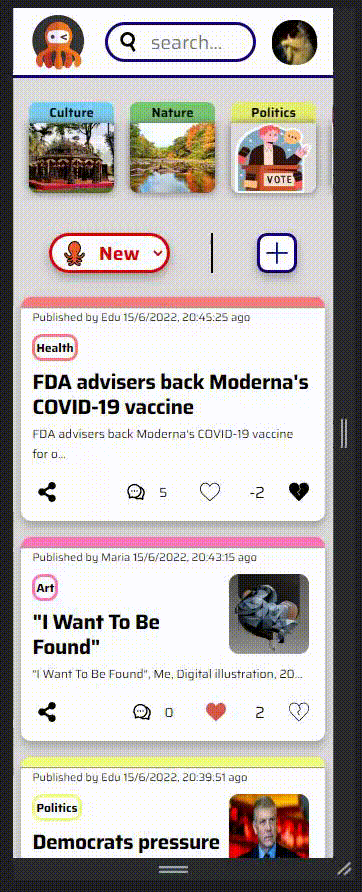 search...
Culture
Nature
Politics
VOTE
New
Published by Edu 15/6/2022, 20:45:25 ago
Health
FDA advisers back Moderna's
COVID-19 vaccine
FDA advisers back Moderna's COVID-19 vaccine
for o...
5
-2
Published by Maria 15/6/2022, 20:43:15 ago
Art
"I Want To Be
Found"
"I Want To Be Found", Me, Digital illustration, 20...
0
2
Published by Edu 15/6/2022, 20:39:51 ago
Politics
Democrats pressure